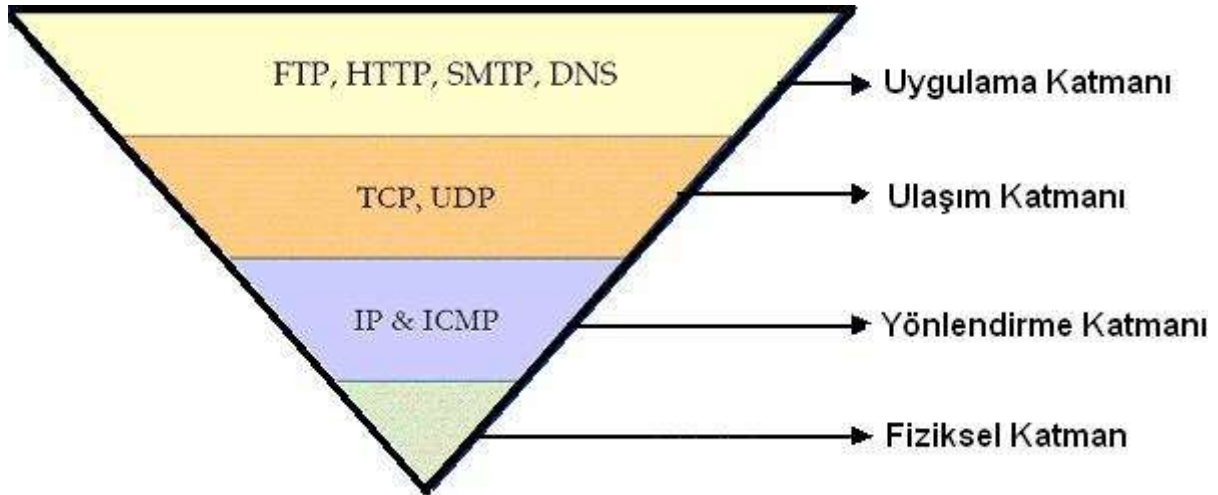 FTP, HTTP, SMTP, DNS
Uygulama Katmanı
TCP, UDP
Ulaşım Katmanı
IP & ICMP
Yönlendirme Katmanı
Fiziksel Katman